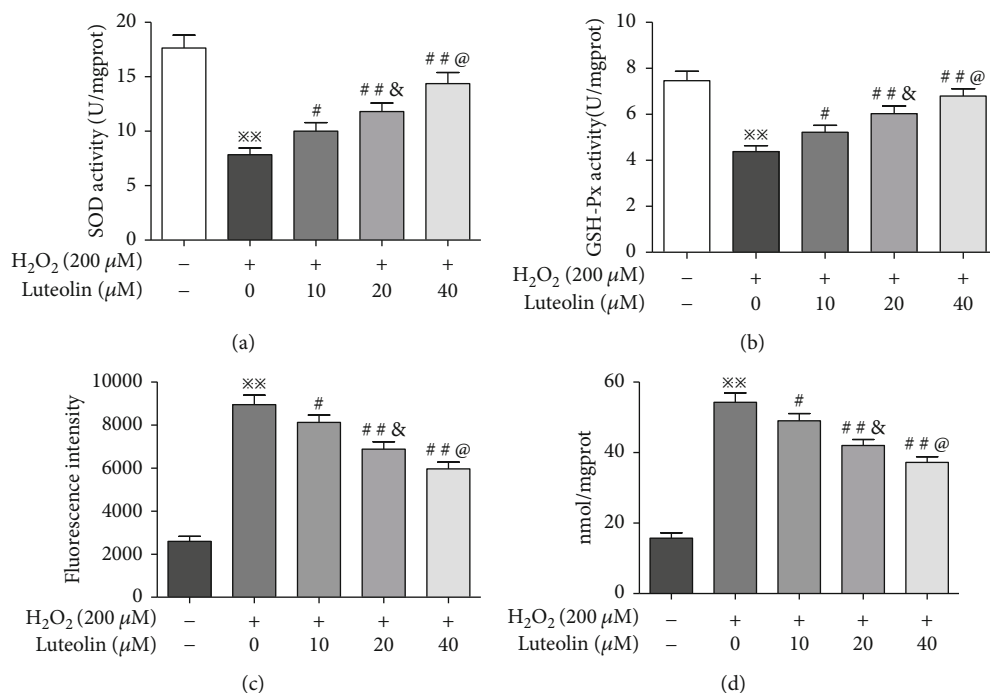 SOD activity (U/mgprot)
20
15
10
5
0
※※
#
# # &
# # @
H₂O₂ (200 μM) – + + + +
Luteolin (μM) – 0 10 20 40
(a)
GSH-Px activity(U/mgprot)
10
8
6
4
2
0
※※
#
# # &
# # @
H₂O₂ (200 μM) – + + + +
Luteolin (μM) – 0 10 20 40
(b)
Fluorescence intensity
10000
8000
6000
4000
2000
0
※※
#
# # &
# # @
H₂O₂ (200 μM) – + + + +
Luteolin (μM) – 0 10 20 40
(c)
nmol/mgprot
60
40
20
0
※※
#
# # &
# # @
H₂O₂ (200 μM) – + + + +
Luteolin (μM) – 0 10 20 40
(d)